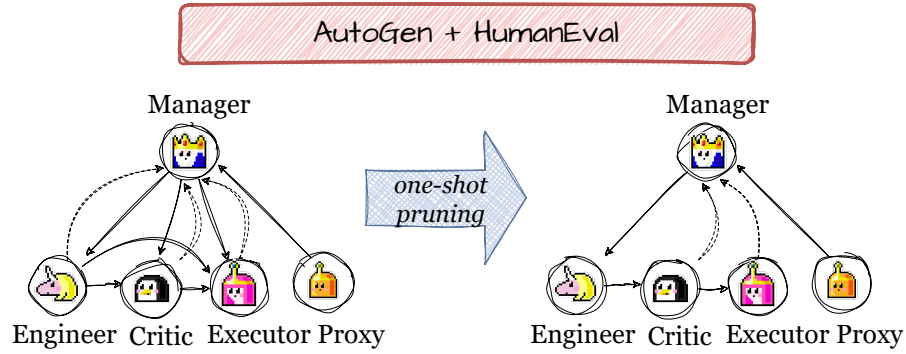 AutoGen + HumanEval
Manager
Manager
one-shot
pruning
Engineer Critic Executor Proxy
Engineer Critic Executor Proxy